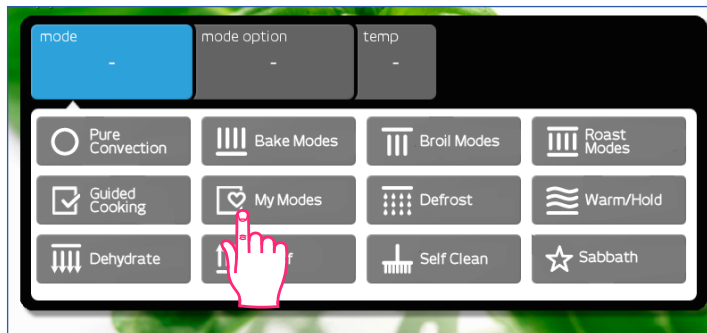 mode
mode option
temp
-
-
-
Pure
Convection
Bake Modes
Broil Modes
Roast
Modes
Guided
Cooking
My Modes
Defrost
Warm/Hold
Dehydrate
Self Clean
Sabbath